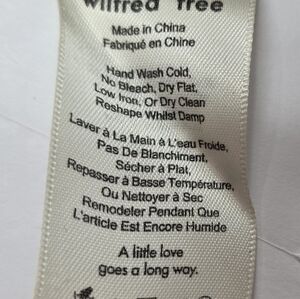 wilfred free
Made in China
Fabriqué en Chine
Hand Wash Cold,
No Bleach, Dry Flat,
Low Iron, Or Dry Clean
Reshape Whilst Damp
Laver à La Main à L'eau Froide,
Pas De Blanchiment,
Sécher à Plat,
Repasser à Basse Température,
Ou Nettoyer à Sec
Remodeler Pendant Que
L'article Est Encore Humide
A little love
goes a long way.